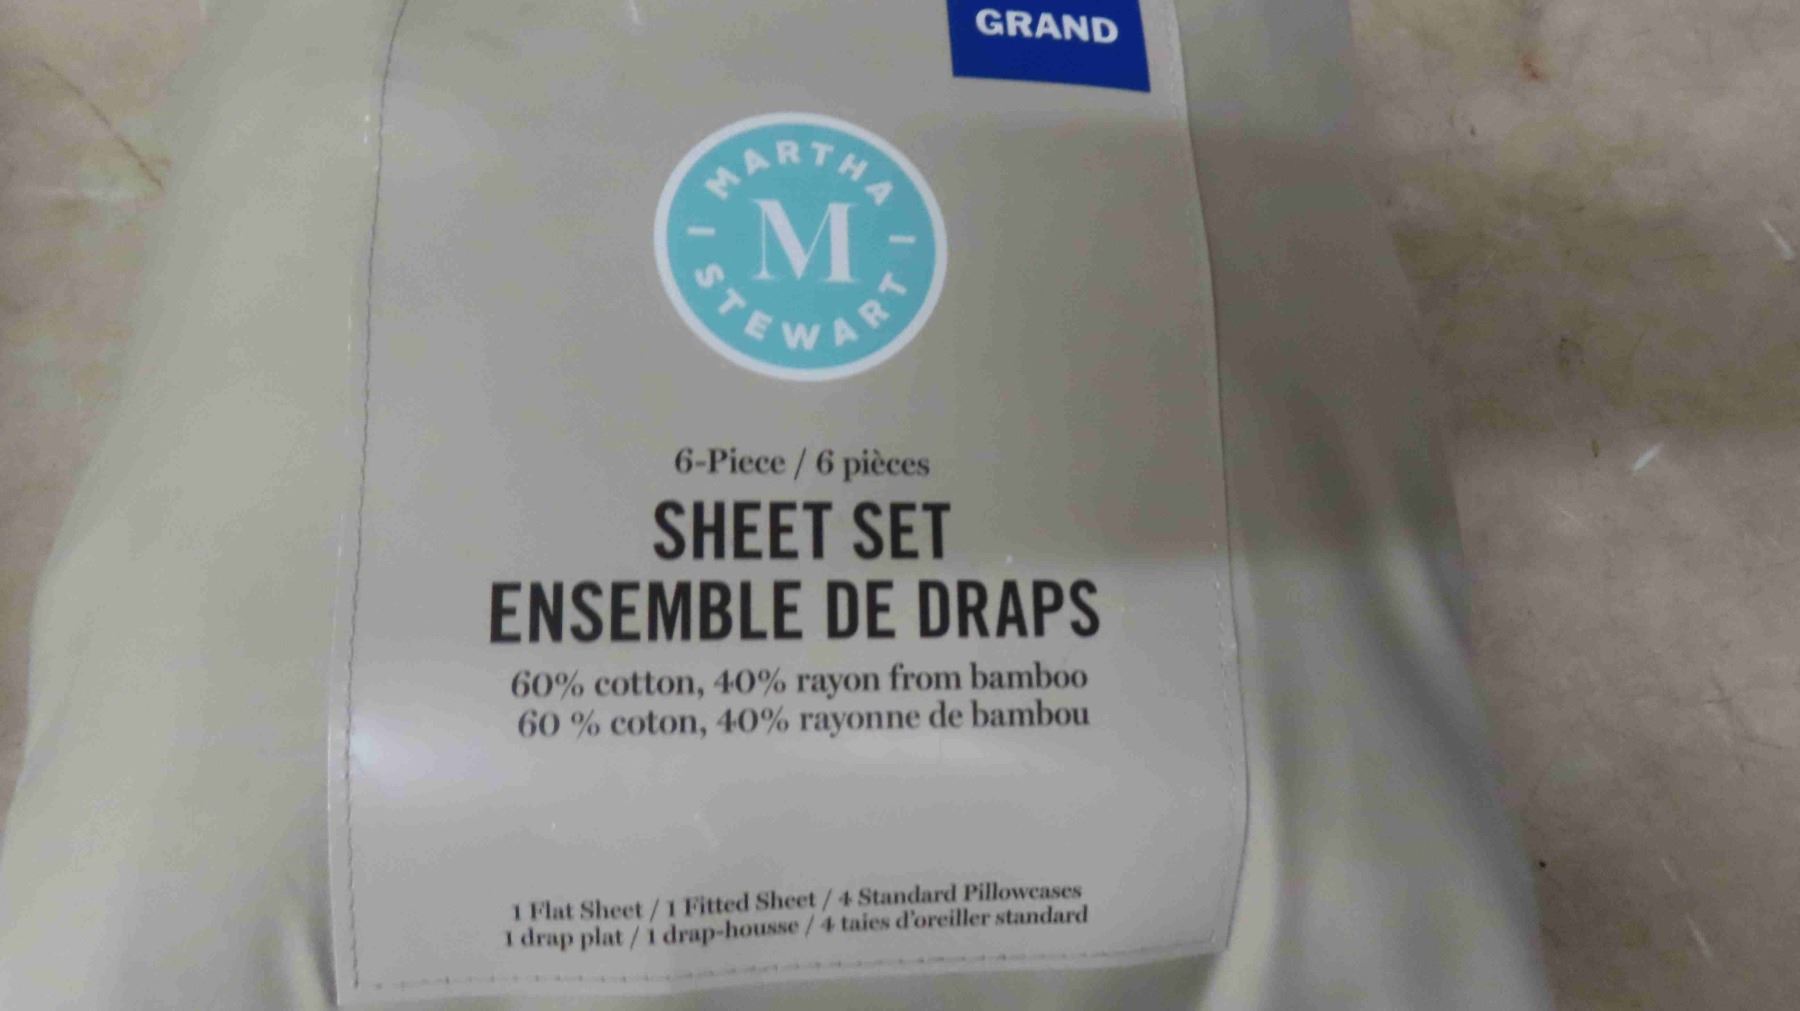 GRAND
MARTHA
M
STEWART
6-Piece / 6 pièces
SHEET SET
ENSEMBLE DE DRAPS
60% cotton, 40% rayon from bamboo
60 % coton, 40% rayonne de bambou
1 Flat Sheet / 1 Fitted Sheet / 4 Standard Pillowcases
1 drap plat / 1 drap-housse / 4 taies d'oreiller standard